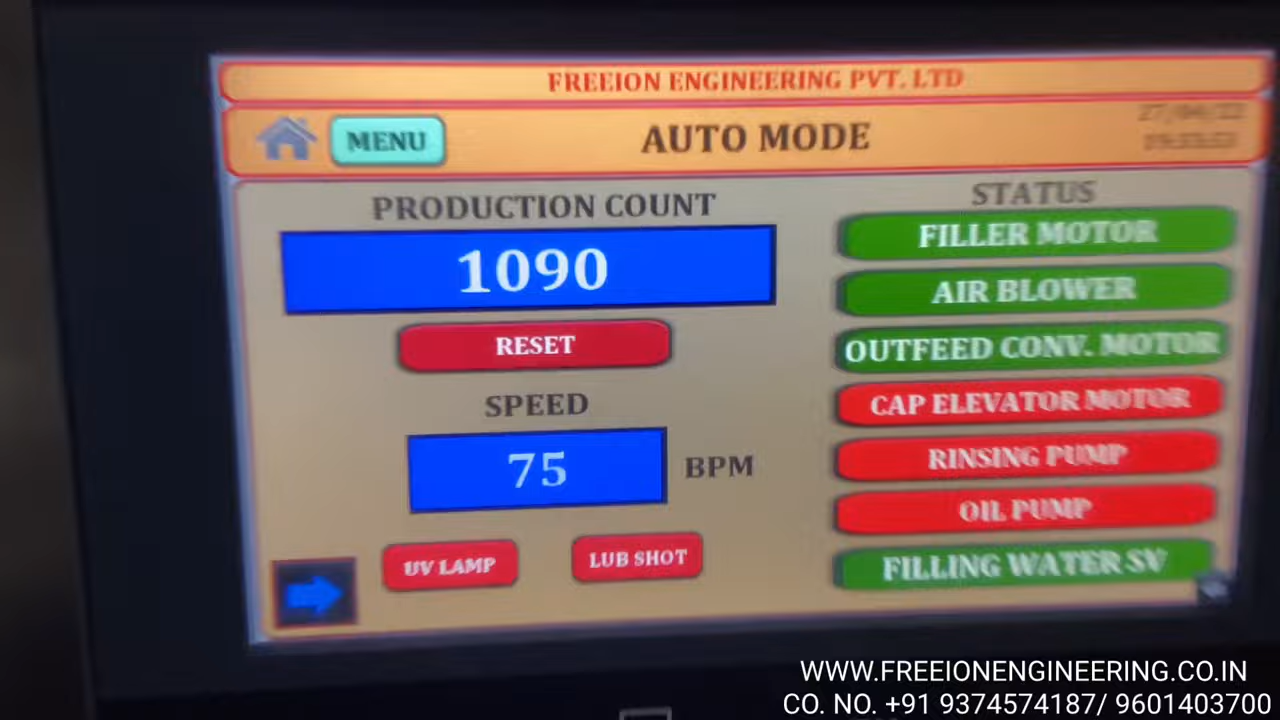 FREEION ENGINEERING PVT. LTD
MENU
AUTO MODE
PRODUCTION COUNT
1090
RESET
SPEED
75 BPM
UV LAMP
LUB SHOT
STATUS
FILLER MOTOR
AIR BLOWER
OUTFEED CONV. MOTOR
CAP ELEVATOR MOTOR
RINSING PUMP
OIL PUMP
FILLING WATER SV
WWW.FREEIONENGINEERING.CO.IN
CO. NO. +91 9374574187/ 9601403700